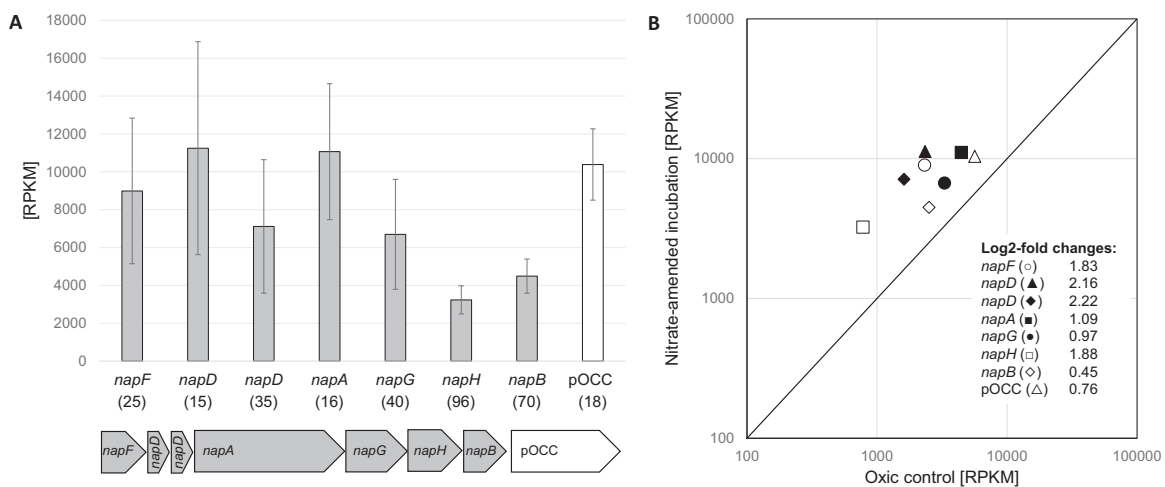 A
[RPKM]
18000
16000
14000
12000
10000
8000
6000
4000
2000
0
napF napD napD napA napG napH napB pOCC
(25) (15) (35) (16) (40) (96) (70) (18)
napF napD napD napA napG napH napB pOCC
B
Nitrate-amended incubation [RPKM]
100000
10000
1000
100
Log2-fold changes:
napF (○) 1.83
napD (▲) 2.16
napD (◆) 2.22
napA (■) 1.09
napG (●) 0.97
napH (□) 1.88
napB (◇) 0.45
pOCC (△) 0.76
100 1000 10000 100000
Oxic control [RPKM]